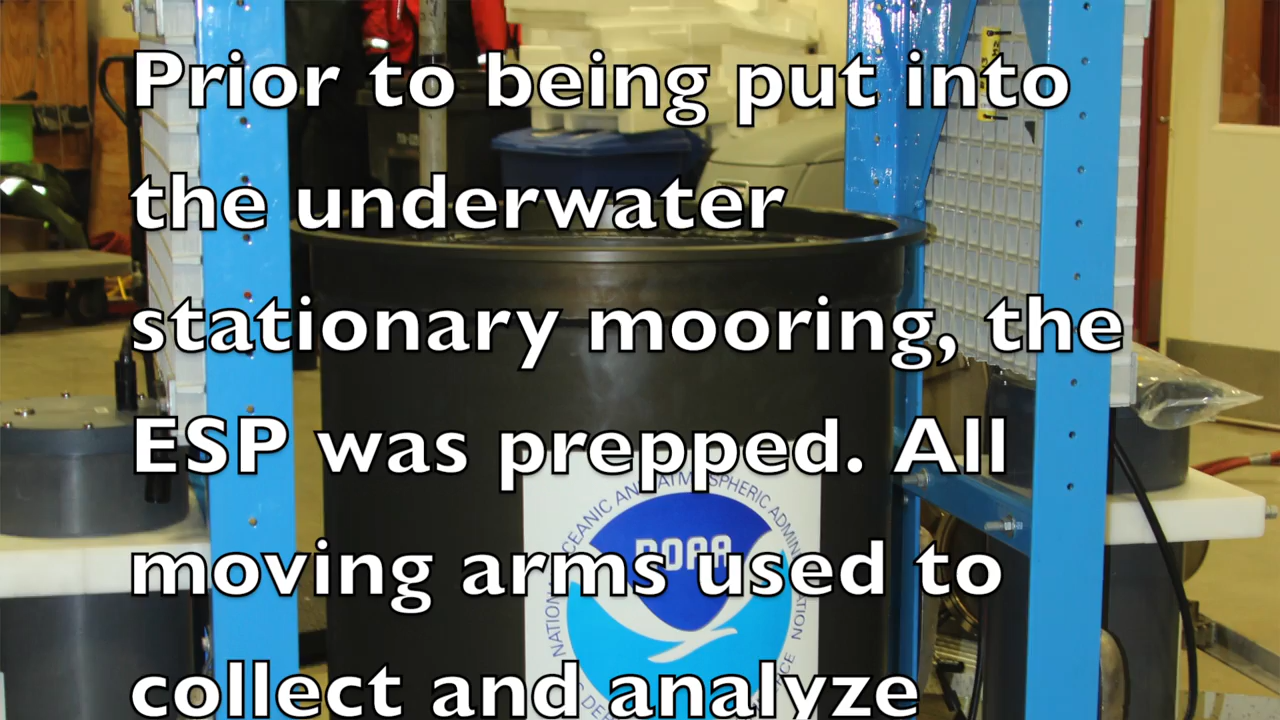 Prior to being put into
the underwater
stationary mooring, the
ESP was prepped. All
moving arms used to
collect and analyze
NOAA